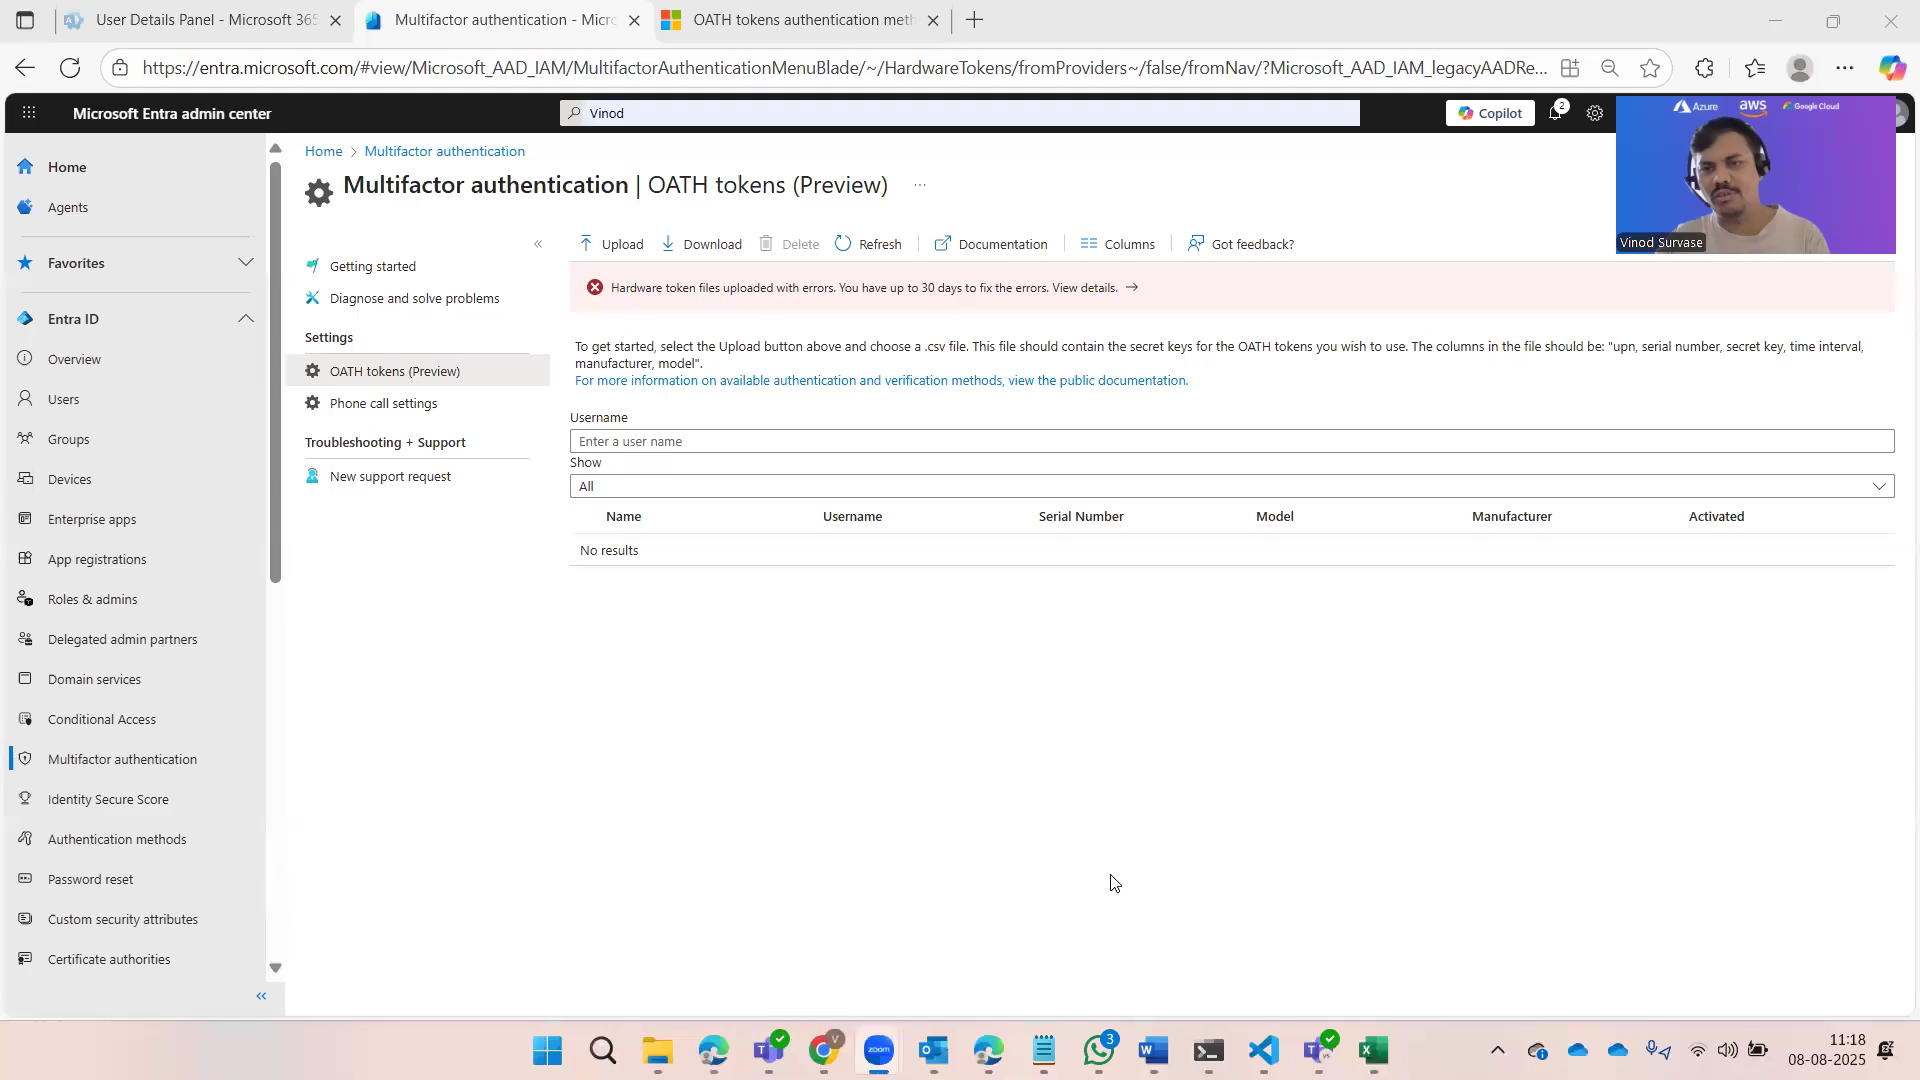 User Details Panel - Microsoft 365
Multifactor authentication - Micro
OATH tokens authentication meth
https://entra.microsoft.com/#view/Microsoft_AAD_IAM/MultifactorAuthenticationMenuBlade/~/HardwareTokens/fromProviders~/false/fromNav/?Microsoft_AAD_IAM_legacyAADRe...
Microsoft Entra admin center
Vinod
Copilot
2
Azure
aws
Google Cloud
Vinod Survase
Home
Agents
Favorites
Entra ID
Overview
Users
Groups
Devices
Enterprise apps
App registrations
Roles & admins
Delegated admin partners
Domain services
Conditional Access
Multifactor authentication
Identity Secure Score
Authentication methods
Password reset
Custom security attributes
Certificate authorities
Home > Multifactor authentication
Multifactor authentication | OATH tokens (Preview)
Getting started
Diagnose and solve problems
Settings
OATH tokens (Preview)
Phone call settings
Troubleshooting + Support
New support request
Upload Download Delete Refresh Documentation Columns Got feedback?
Hardware token files uploaded with errors. You have up to 30 days to fix the errors. View details.
To get started, select the Upload button above and choose a .csv file. This file should contain the secret keys for the OATH tokens you wish to use. The columns in the file should be: "upn, serial number, secret key, time interval,
manufacturer, model".
For more information on available authentication and verification methods, view the public documentation.
Username
Enter a user name
Show
All
Name Username Serial Number Model Manufacturer Activated
No results
V
zoom
3
11:18
08-08-2025